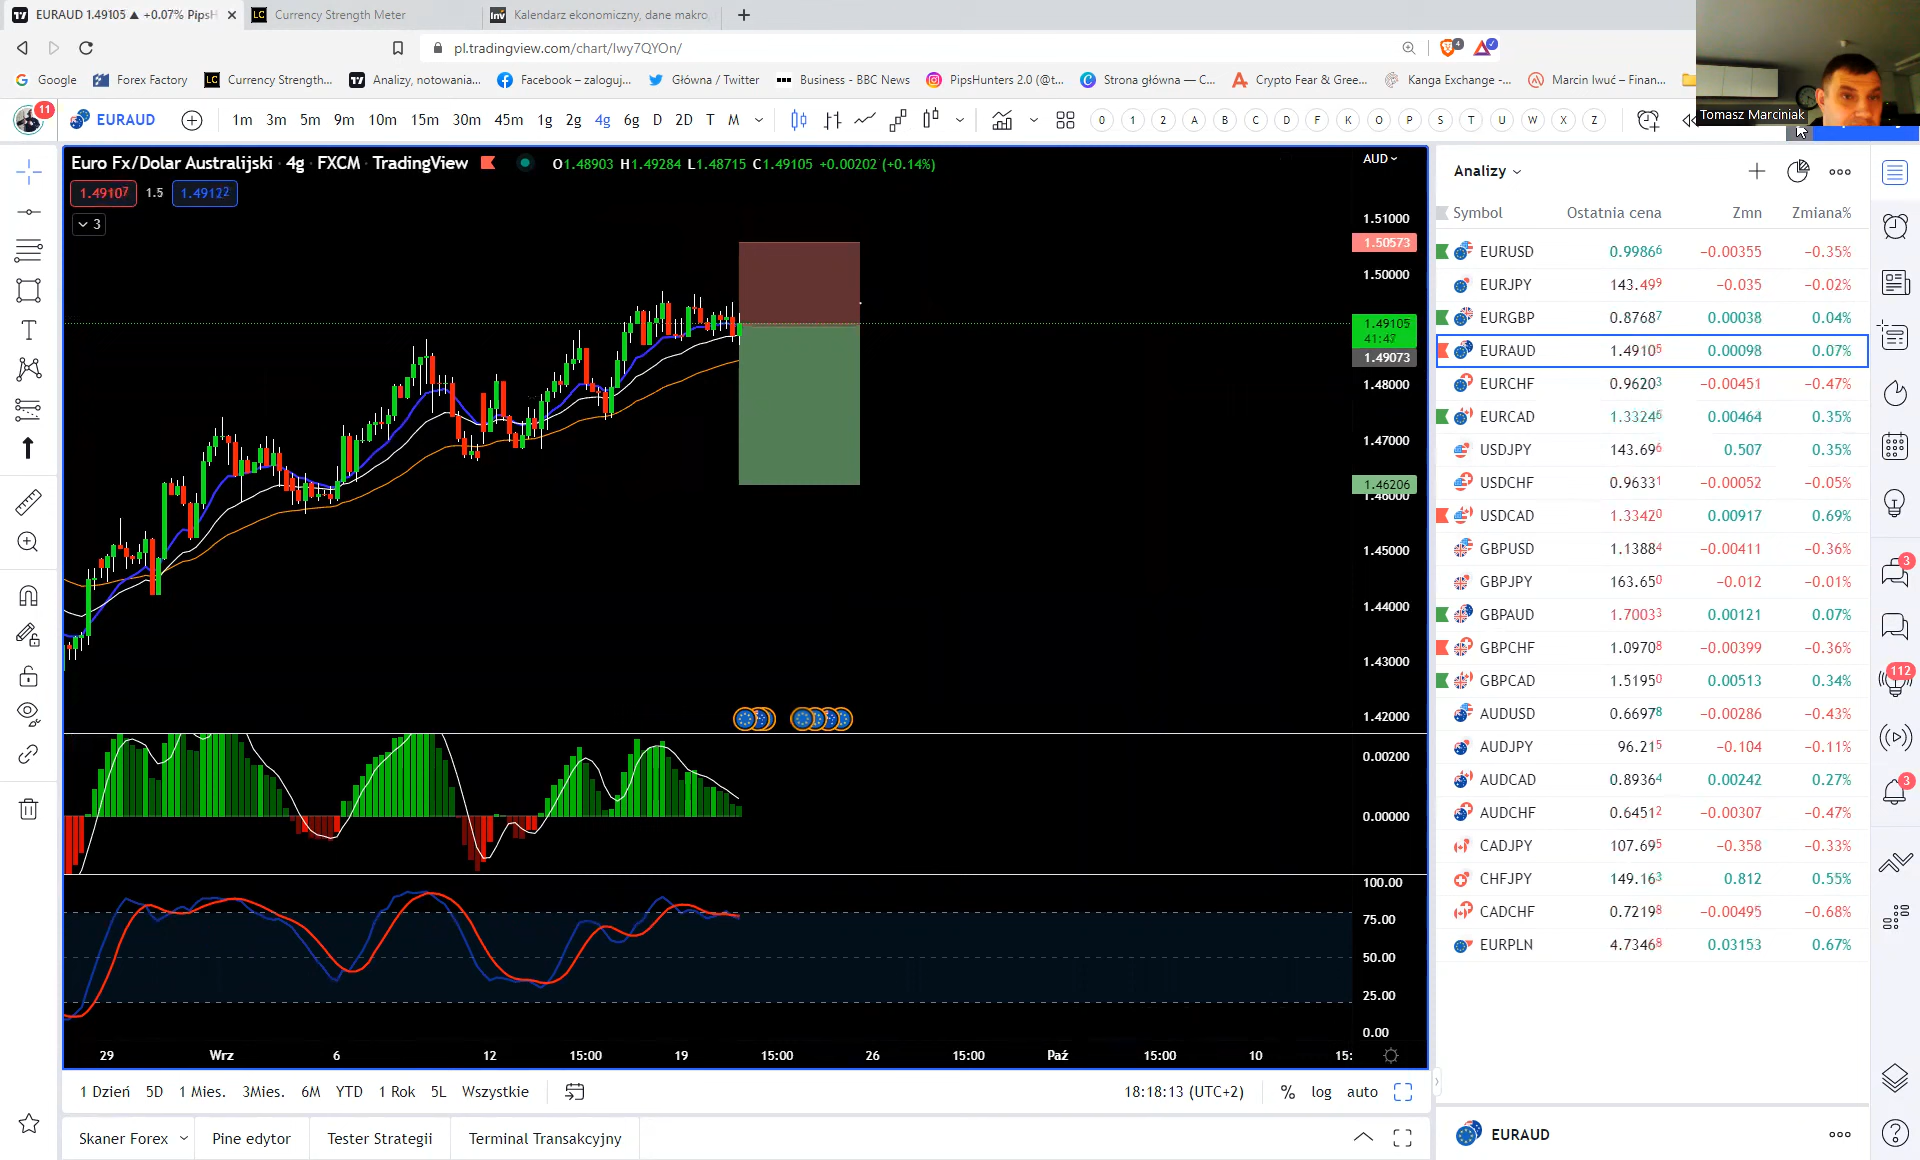 EURAUD 1.49105 ▲ +0.07% PipsH
Currency Strength Meter
Kalendarz ekonomiczny, dane makro
pl.tradingview.com/chart/lwy7QYOn/
Google
Forex Factory
Currency Strength...
Analizy, notowania...
Facebook – zaloguj...
Główna / Twitter
Business - BBC News
PipsHunters 2.0 (@t...
Strona główna — C...
Crypto Fear & Gree...
Kanga Exchange -...
Marcin Iwuć – Finan...
Tomasz Marciniak
11
EURAUD
1m 3m 5m 9m 10m 15m 30m 45m 1g 2g 4g 6g D 2D T M
0 1 2 A B C D F K O P S T U W X Z
Euro Fx/Dolar Australijski · 4g · FXCM · TradingView
O1.48903 H1.49284 L1.48715 C1.49105 +0.00202 (+0.14%)
1.49107 1.5 1.49122
3
AUD
1.51000
1.50573
1.50000
1.49105
41:47
1.49073
1.48000
1.47000
1.46206
1.46000
1.45000
1.44000
1.43000
1.42000
0.00200
0.00000
100.00
75.00
50.00
25.00
0.00
29 Wrz 6 12 15:00 19 15:00 26 15:00 Paź 15:00 10 15:
1 Dzień 5D 1 Mies. 3Mies. 6M YTD 1 Rok 5L Wszystkie
18:18:13 (UTC+2) % log auto
Skaner Forex Pine edytor Tester Strategii Terminal Transakcyjny
Analizy
Symbol Ostatnia cena Zmn Zmiana%
EURUSD 0.99866 −0.00355 −0.35%
EURJPY 143.499 −0.035 −0.02%
EURGBP 0.87687 0.00038 0.04%
EURAUD 1.49105 0.00098 0.07%
EURCHF 0.96203 −0.00451 −0.47%
EURCAD 1.33246 0.00464 0.35%
USDJPY 143.696 0.507 0.35%
USDCHF 0.96331 −0.00052 −0.05%
USDCAD 1.33420 0.00917 0.69%
GBPUSD 1.13884 −0.00411 −0.36%
GBPJPY 163.650 −0.012 −0.01%
GBPAUD 1.70033 0.00121 0.07%
GBPCHF 1.09708 −0.00399 −0.36%
GBPCAD 1.51950 0.00513 0.34%
AUDUSD 0.66978 −0.00286 −0.43%
AUDJPY 96.215 −0.104 −0.11%
AUDCAD 0.89364 0.00242 0.27%
AUDCHF 0.64512 −0.00307 −0.47%
CADJPY 107.695 −0.358 −0.33%
CHFJPY 149.163 0.812 0.55%
CADCHF 0.72198 −0.00495 −0.68%
EURPLN 4.73468 0.03153 0.67%
EURAUD
3
112
3